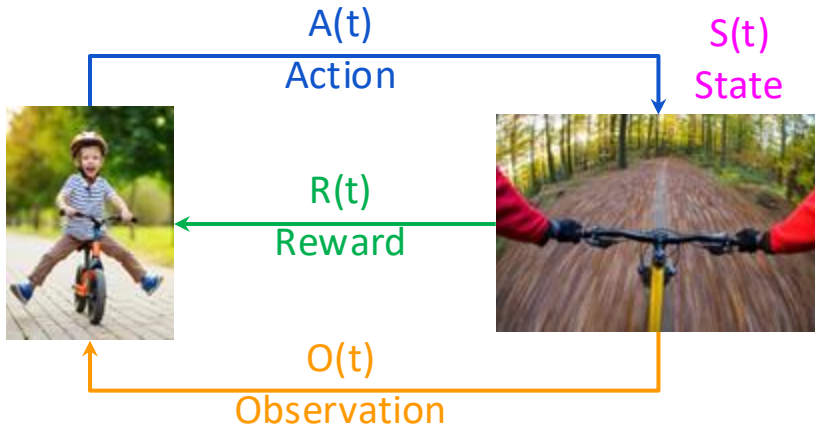 A(t)
Action
S(t)
State
R(t)
Reward
O(t)
Observation